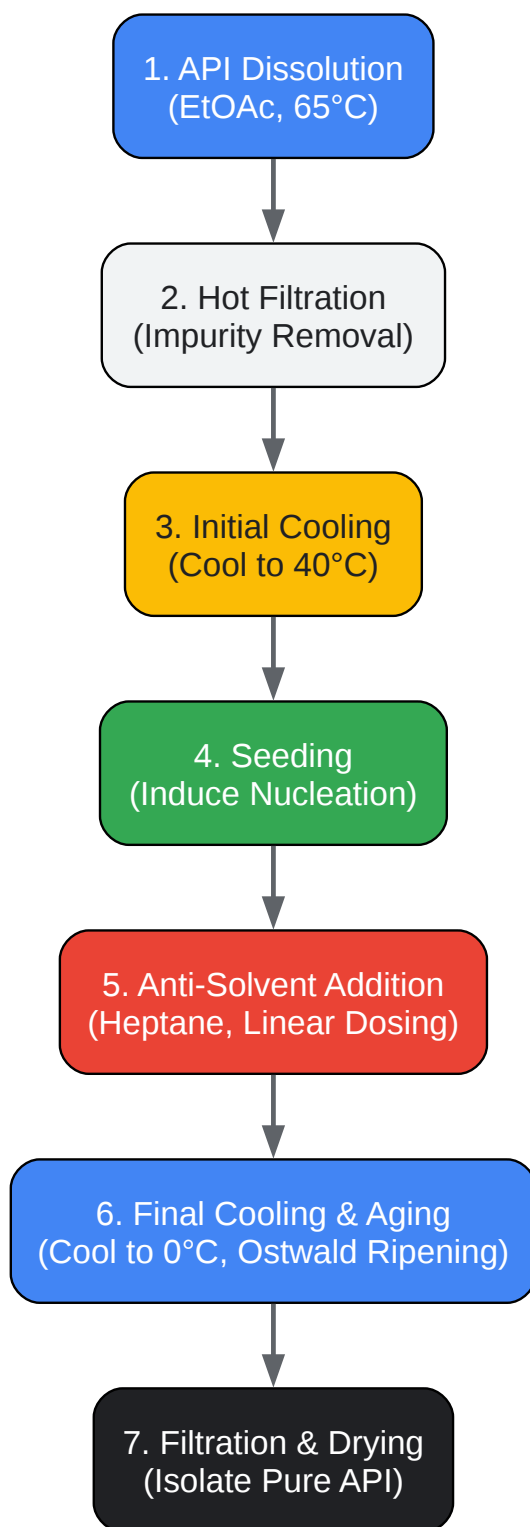 1. API Dissolution
(EtOAc, 65°C)
2. Hot Filtration
(Impurity Removal)
3. Initial Cooling
(Cool to 40°C)
4. Seeding
(Induce Nucleation)
5. Anti-Solvent Addition
(Heptane, Linear Dosing)
6. Final Cooling & Aging
(Cool to 0°C, Ostwald Ripening)
7. Filtration & Drying
(Isolate Pure API)